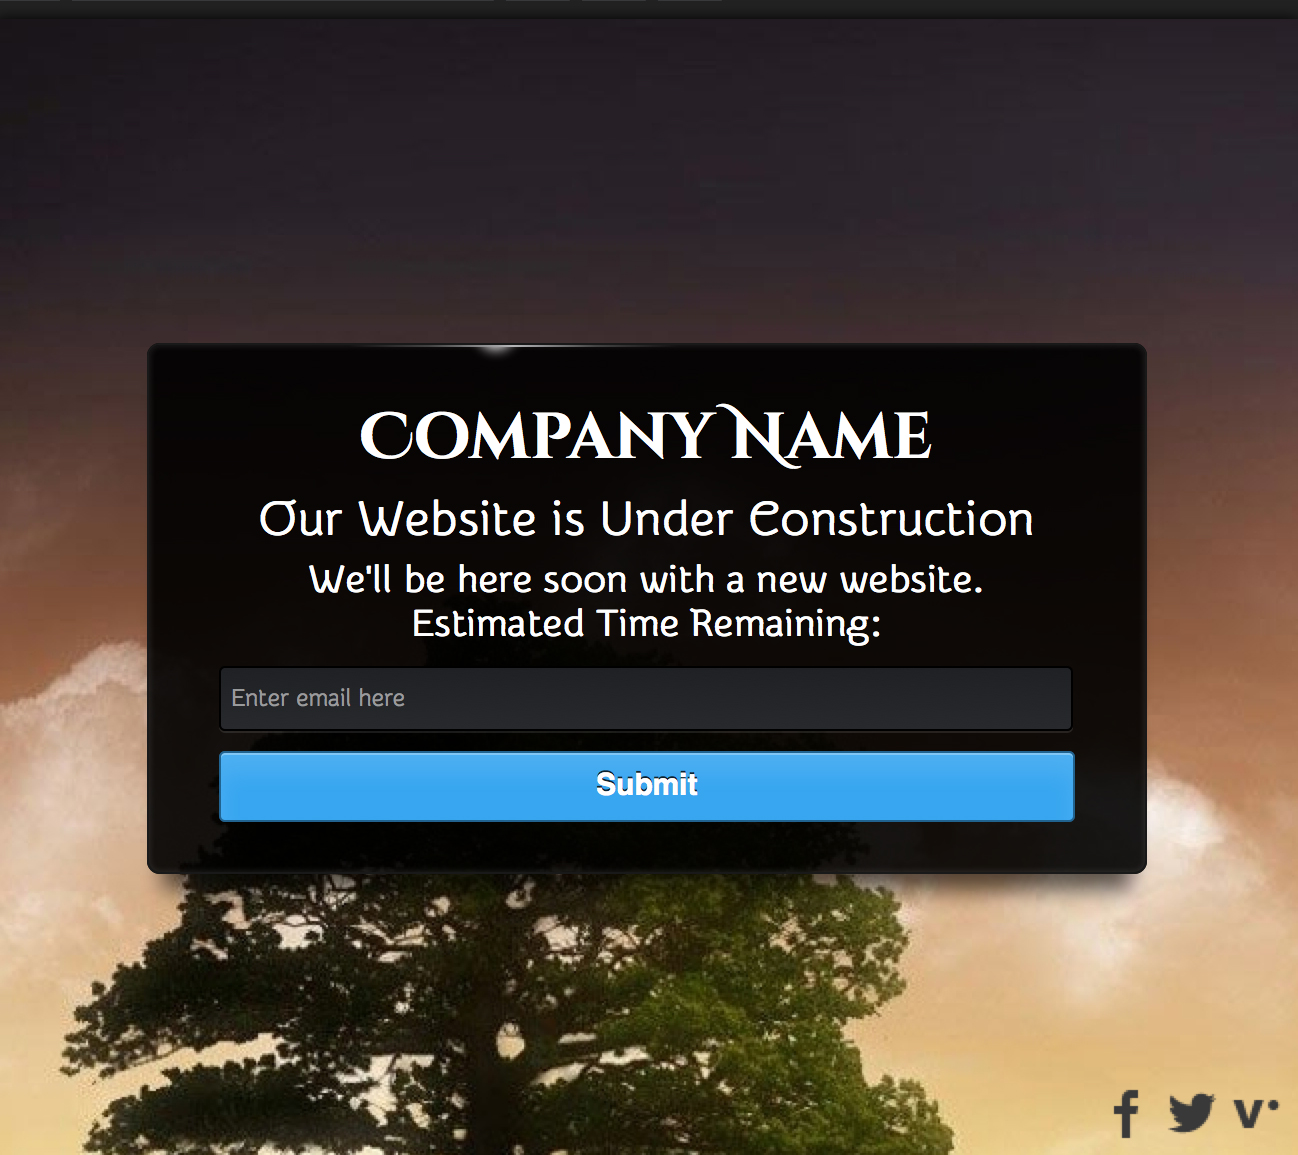 Company Name
Our Website is Under Construction
We'll be here soon with a new website.
Estimated Time Remaining:
Enter email here
Submit